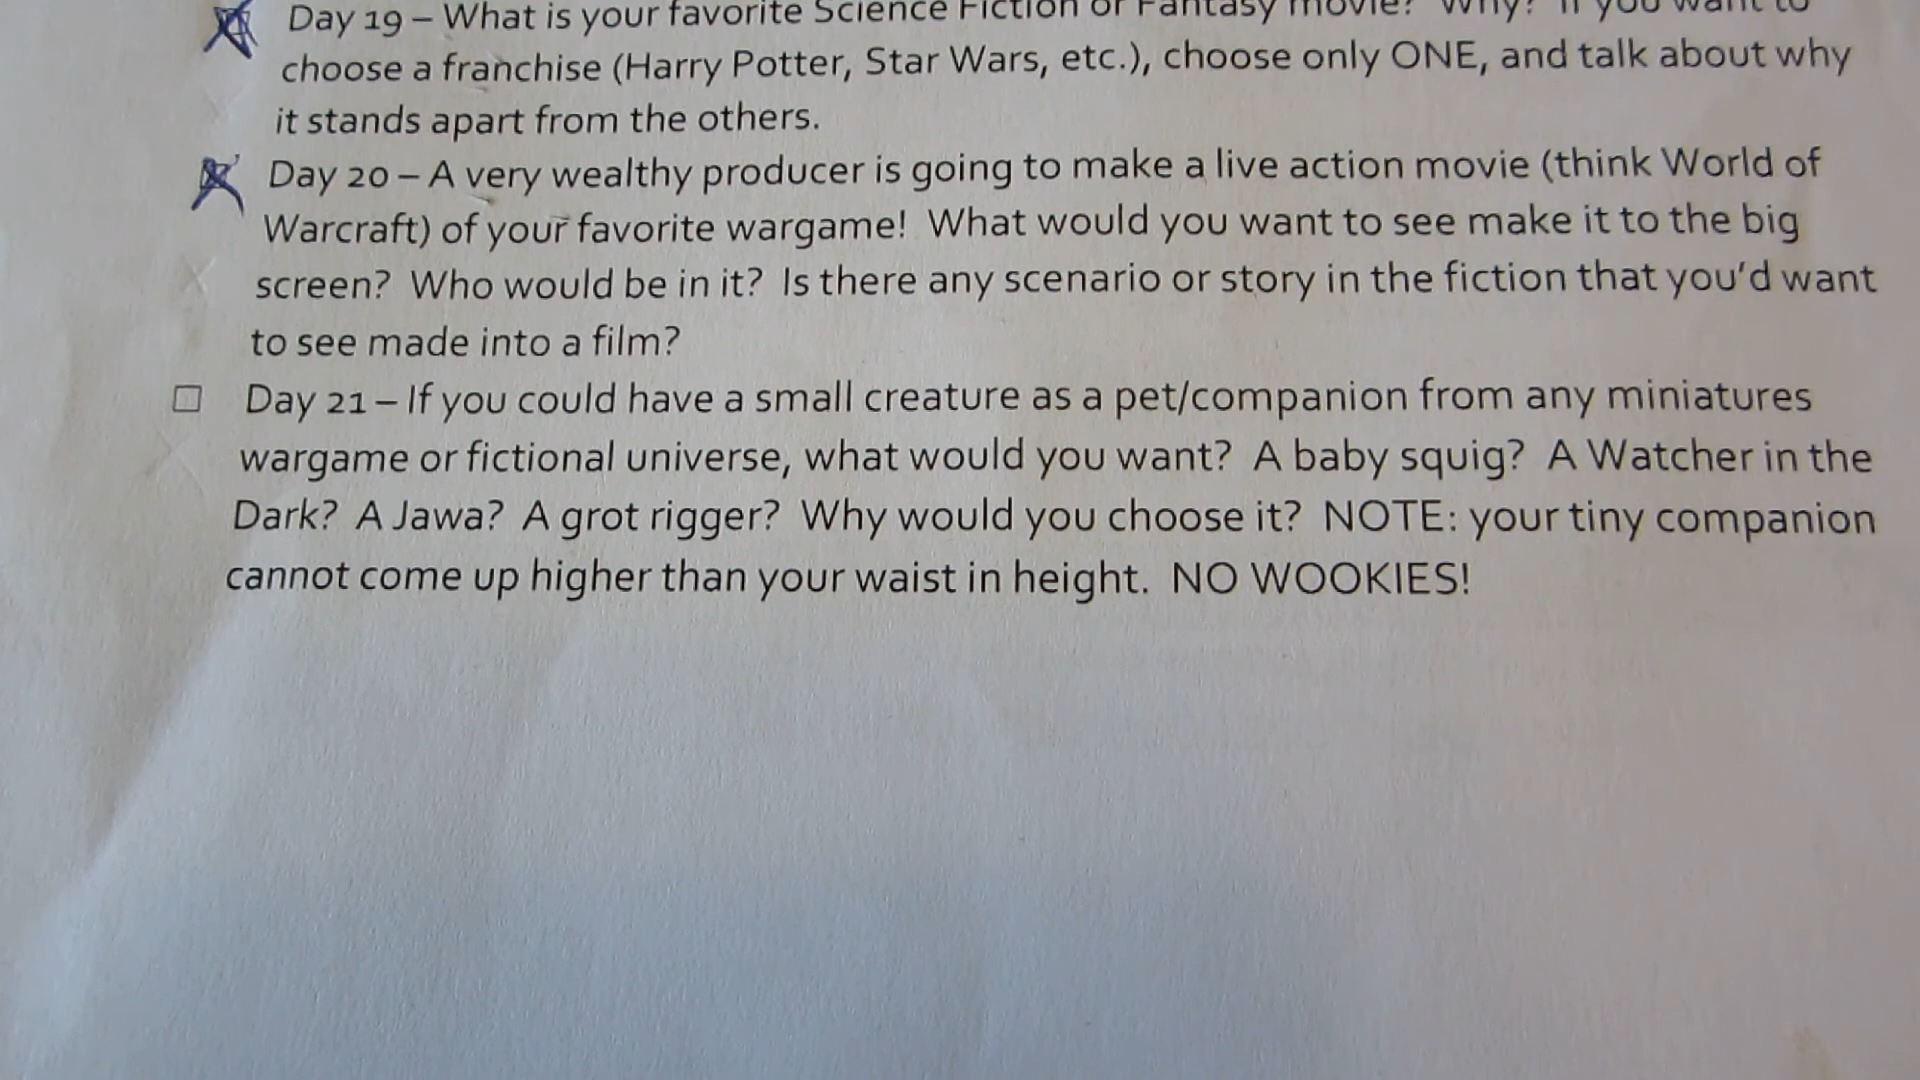 Day 19 – What is your favorite Science Fiction or Fantasy movie? Why? If you want to
choose a franchise (Harry Potter, Star Wars, etc.), choose only ONE, and talk about why
it stands apart from the others.
Day 20 – A very wealthy producer is going to make a live action movie (think World of
Warcraft) of your favorite wargame! What would you want to see make it to the big
screen? Who would be in it? Is there any scenario or story in the fiction that you'd want
to see made into a film?
Day 21 – If you could have a small creature as a pet/companion from any miniatures
wargame or fictional universe, what would you want? A baby squig? A Watcher in the
Dark? A Jawa? A grot rigger? Why would you choose it? NOTE: your tiny companion
cannot come up higher than your waist in height. NO WOOKIES!